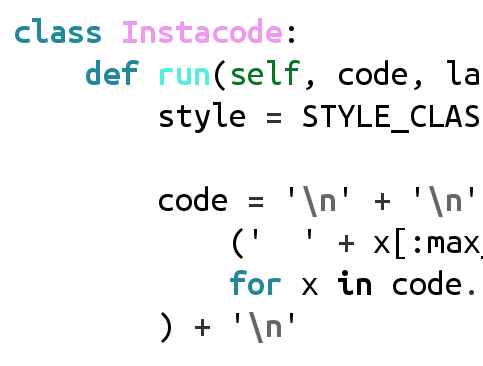 class Instacode:
    def run(self, code, la
        style = STYLE_CLAS

        code = '\n' + '\n'
            ('  ' + x[:max_
            for x in code.
        ) + '\n'